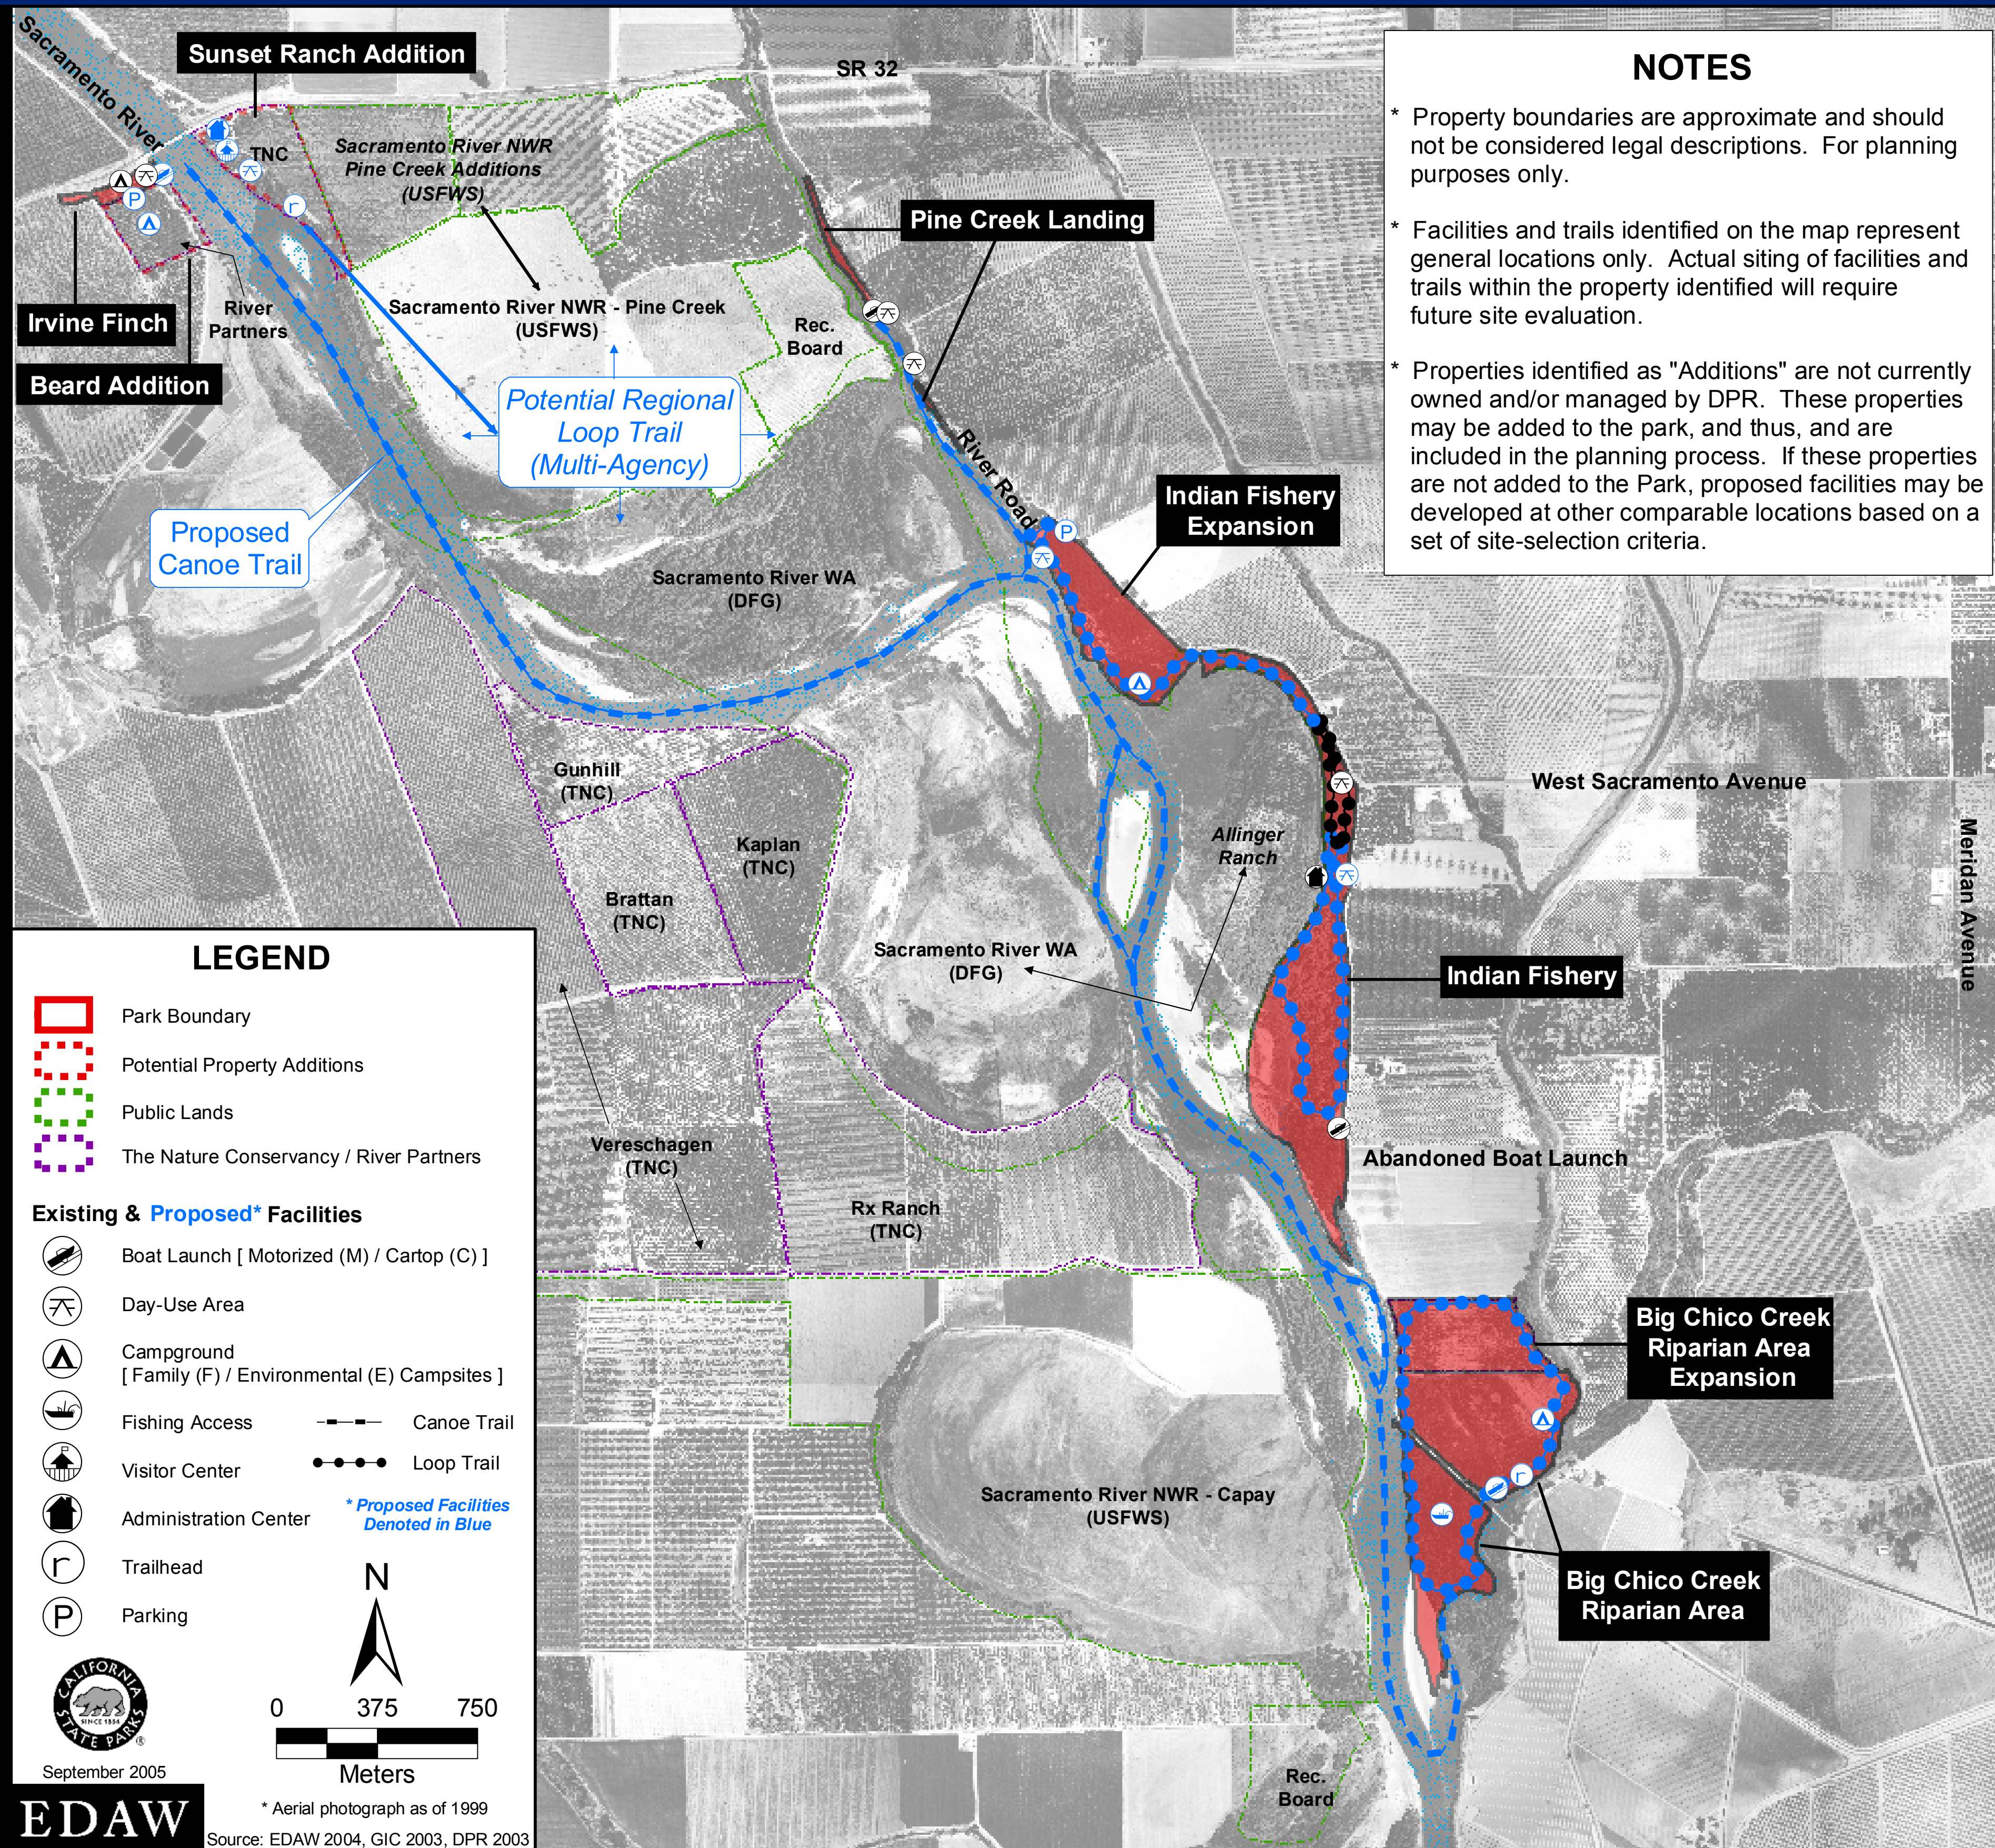 Sacramento River
Sunset Ranch Addition
SR 32
TNC
Sacramento River NWR
Pine Creek Additions
(USFWS)
P
r
Pine Creek Landing
Irvine Finch
River
Partners
Beard Addition
Sacramento River NWR - Pine Creek
(USFWS)
Rec.
Board
Potential Regional
Loop Trail
(Multi-Agency)
River Road
Proposed
Canoe Trail
Indian Fishery
Expansion
P
Sacramento River WA
(DFG)
NOTES
* Property boundaries are approximate and should
not be considered legal descriptions. For planning
purposes only.
* Facilities and trails identified on the map represent
general locations only. Actual siting of facilities and
trails within the property identified will require
future site evaluation.
* Properties identified as "Additions" are not currently
owned and/or managed by DPR. These properties
may be added to the park, and thus, and are
included in the planning process. If these properties
are not added to the Park, proposed facilities may be
developed at other comparable locations based on a
set of site-selection criteria.
Gunhill
(TNC)
Kaplan
(TNC)
Brattan
(TNC)
Allinger
Ranch
West Sacramento Avenue
Meridan Avenue
Sacramento River WA
(DFG)
Indian Fishery
Vereschagen
(TNC)
Abandoned Boat Launch
Rx Ranch
(TNC)
Big Chico Creek
Riparian Area
Expansion
r
Sacramento River NWR - Capay
(USFWS)
Big Chico Creek
Riparian Area
Rec.
Board
LEGEND
Park Boundary
Potential Property Additions
Public Lands
The Nature Conservancy / River Partners
Existing & Proposed* Facilities
Boat Launch [ Motorized (M) / Cartop (C) ]
Day-Use Area
Campground
[ Family (F) / Environmental (E) Campsites ]
Fishing Access
Canoe Trail
Visitor Center
Loop Trail
Administration Center
* Proposed Facilities
Denoted in Blue
r Trailhead
P Parking
N
0 375 750
Meters
CALIFORNIA
SINCE 1864
STATE PARKS
®
September 2005
EDAW
* Aerial photograph as of 1999
Source: EDAW 2004, GIC 2003, DPR 2003